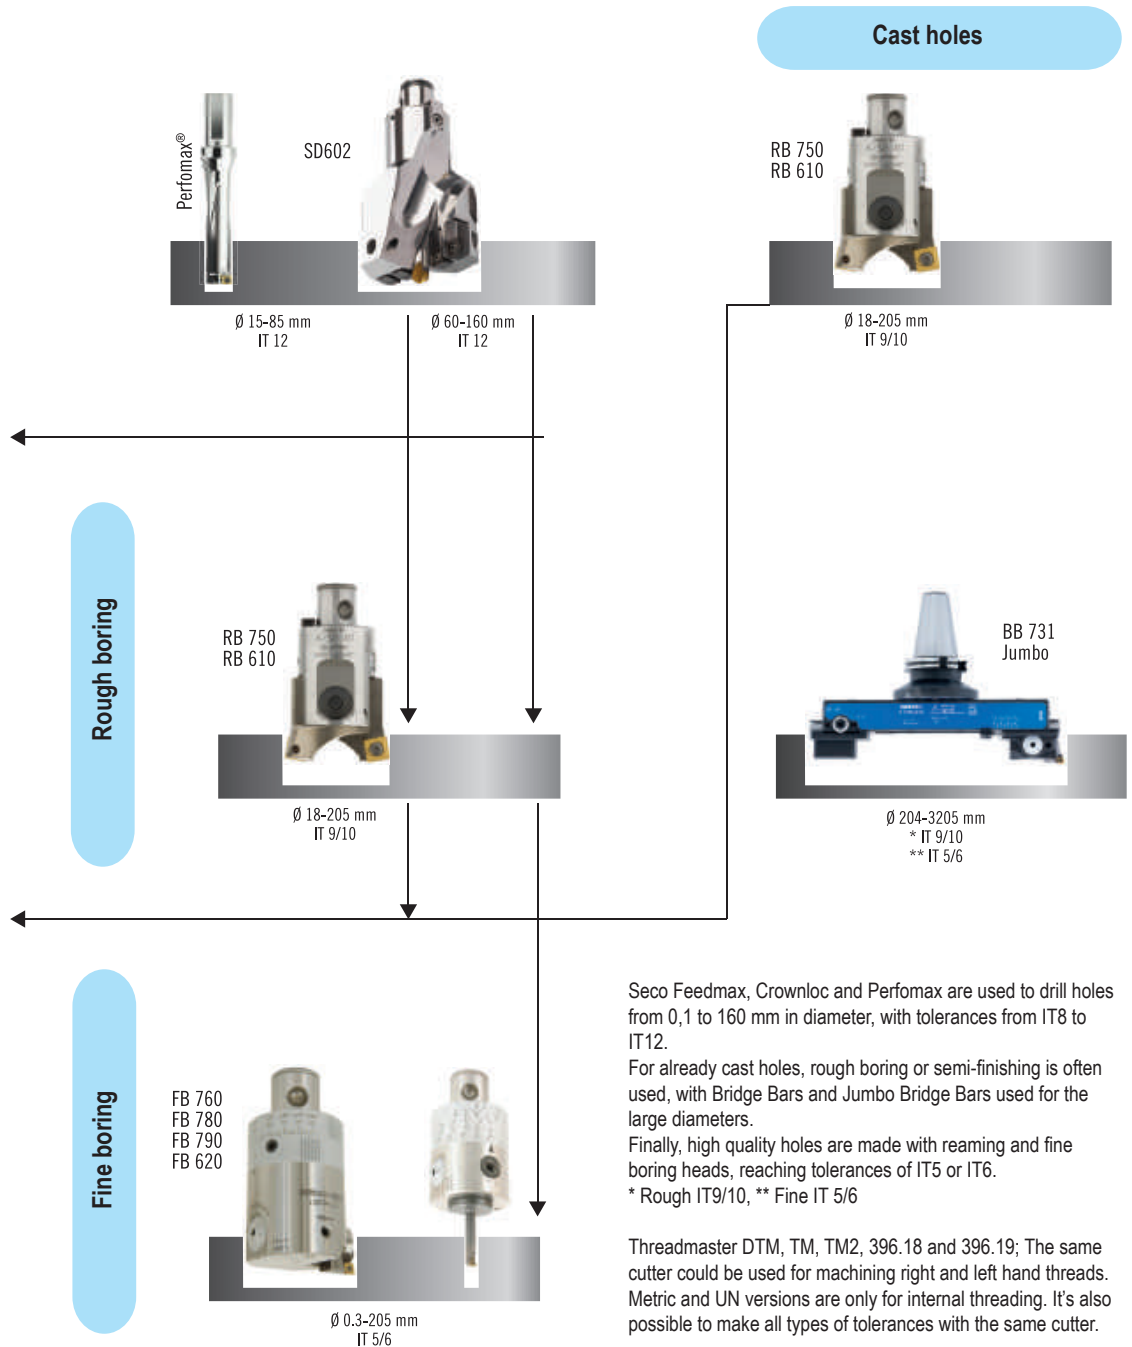 Cast holes
Perfomax®
SD602
RB 750
RB 610
Ø 15-85 mm
IT 12
Ø 60-160 mm
IT 12
Ø 18-205 mm
IT 9/10
Rough boring
RB 750
RB 610
BB 731
Jumbo
Ø 18-205 mm
IT 9/10
Ø 204-3205 mm
* IT 9/10
** IT 5/6
Fine boring
FB 760
FB 780
FB 790
FB 620
Ø 0.3-205 mm
IT 5/6
Seco Feedmax, Crownloc and Perfomax are used to drill holes
from 0,1 to 160 mm in diameter, with tolerances from IT8 to
IT12.
For already cast holes, rough boring or semi-finishing is often
used, with Bridge Bars and Jumbo Bridge Bars used for the
large diameters.
Finally, high quality holes are made with reaming and fine
boring heads, reaching tolerances of IT5 or IT6.
* Rough IT9/10, ** Fine IT 5/6
Threadmaster DTM, TM, TM2, 396.18 and 396.19; The same
cutter could be used for machining right and left hand threads.
Metric and UN versions are only for internal threading. It’s also
possible to make all types of tolerances with the same cutter.